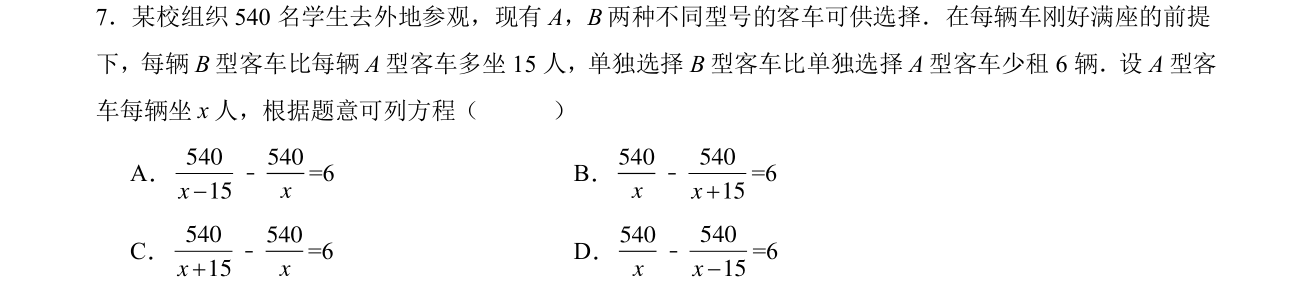 7．某校组织 540 名学生去外地参观，现有 A，B 两种不同型号的客车可供选择．在每辆车刚好满座的前提
下，每辆 B 型客车比每辆 A 型客车多坐 15 人，单独选择 B 型客车比单独选择 A 型客车少租 6 辆．设 A 型客
车每辆坐 x 人，根据题意可列方程（　　）
A．540/(x−15) - 540/x =6　B．540/x - 540/(x+15) =6
C．540/(x+15) - 540/x =6　D．540/x - 540/(x−15) =6